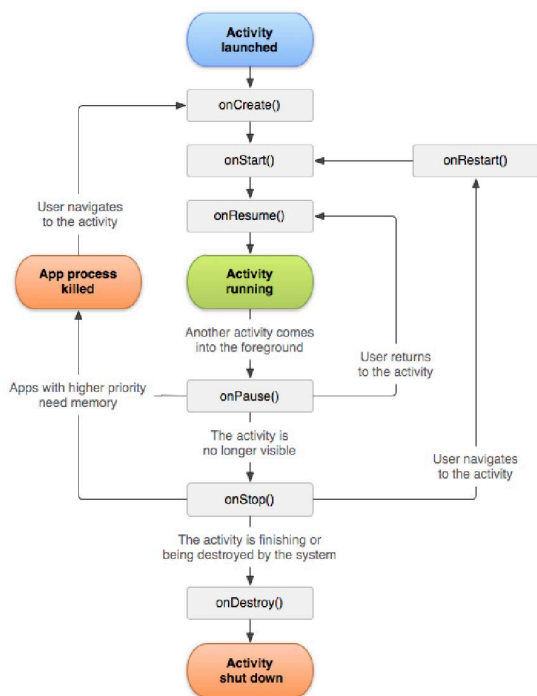 Activity
launched
onCreate()
onStart()
onRestart()
User navigates
to the activity
onResume()
App process
killed
Activity
running
Another activity comes
into the foreground
User returns
to the activity
Apps with higher priority
need memory
onPause()
The activity is
no longer visible
User navigates
to the activity
onStop()
The activity is finishing or
being destroyed by the system
onDestroy()
Activity
shut down